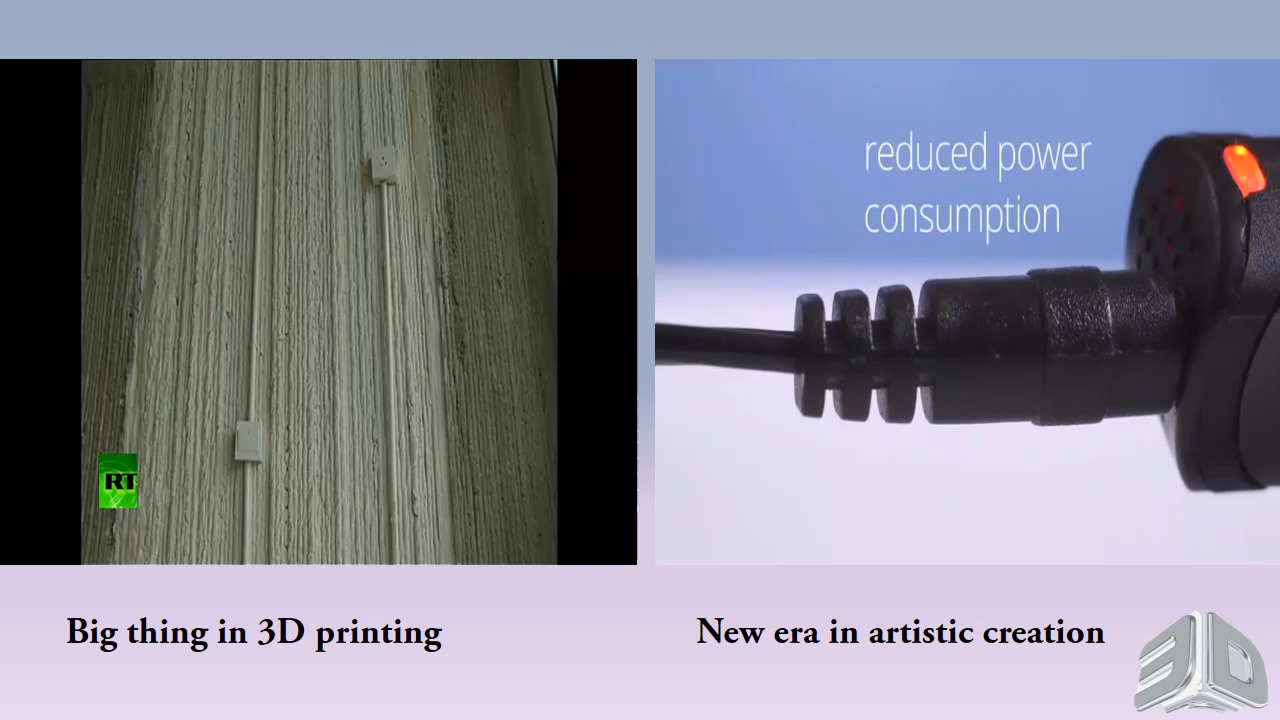 reduced power
consumption
RT
Big thing in 3D printing
New era in artistic creation
3D